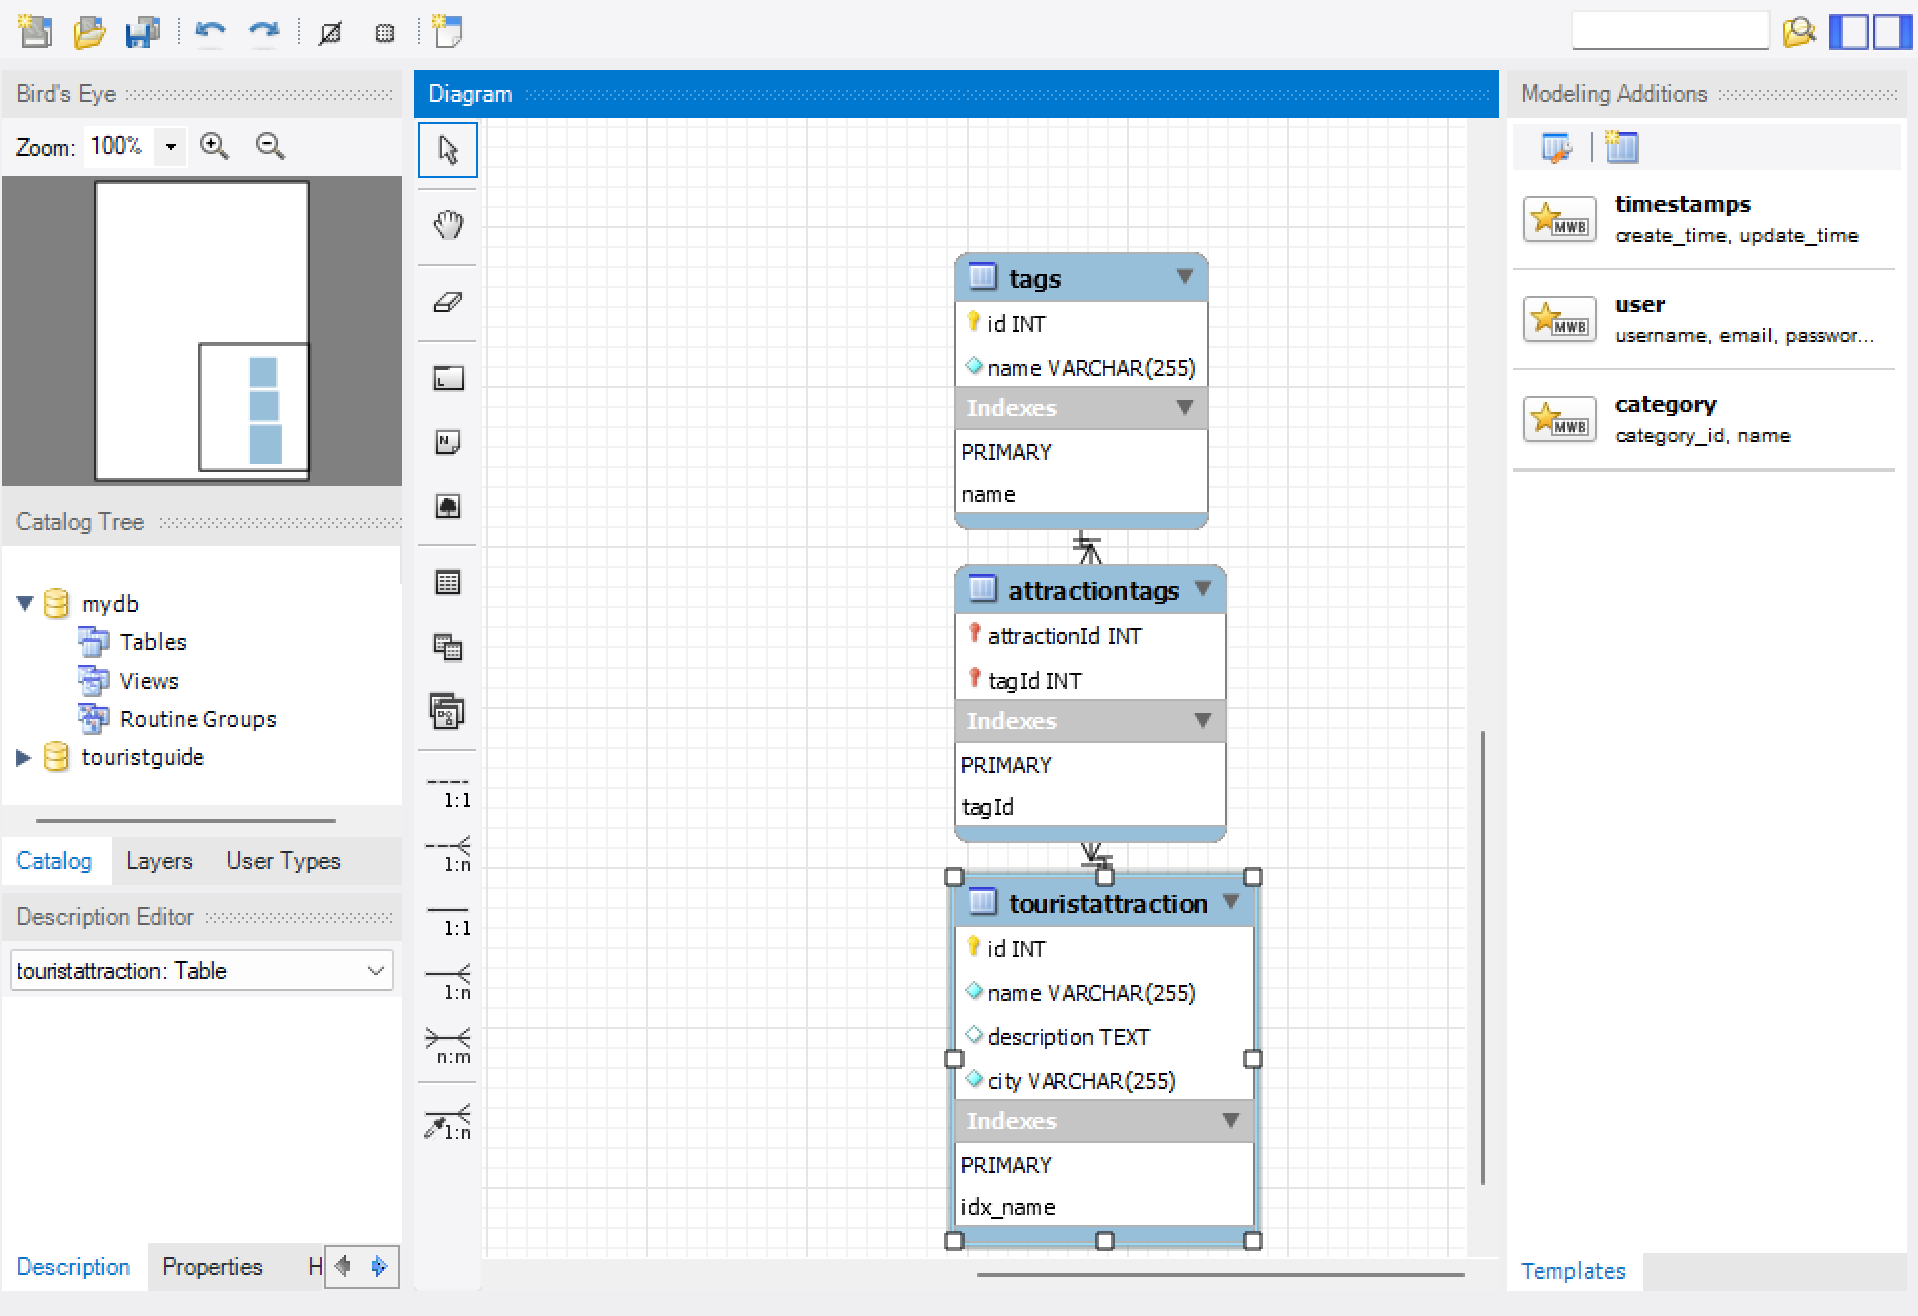 Bird's Eye
Zoom: 100%
Catalog Tree
mydb
Tables
Views
Routine Groups
touristguide
Catalog Layers User Types
Description Editor
touristattraction: Table
Description Properties H
Diagram
L
N
1:1
1:n
1:1
1:n
n:m
1:n
tags
id INT
name VARCHAR(255)
Indexes
PRIMARY
name
attractiontags
attractionId INT
tagId INT
Indexes
PRIMARY
tagId
touristattraction
id INT
name VARCHAR(255)
description TEXT
city VARCHAR(255)
Indexes
PRIMARY
idx_name
Modeling Additions
MWB
timestamps
create_time, update_time
MWB
user
username, email, passwor...
MWB
category
category_id, name
Templates